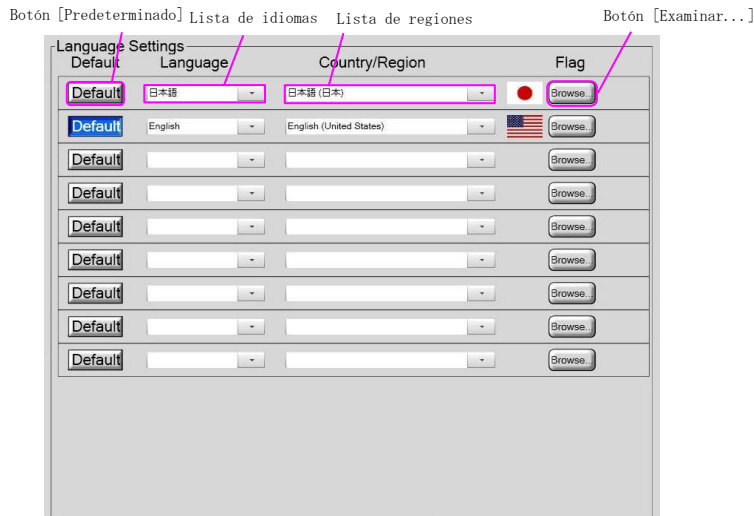 Botón [Predeterminado] Lista de idiomas Lista de regiones Botón [Examinar...]
Language Settings
Default Language Country/Region Flag
Default 日本語 日本語 (日本) Browse...
Default English English (United States) Browse...
Default Browse...
Default Browse...
Default Browse...
Default Browse...
Default Browse...
Default Browse...
Default Browse...